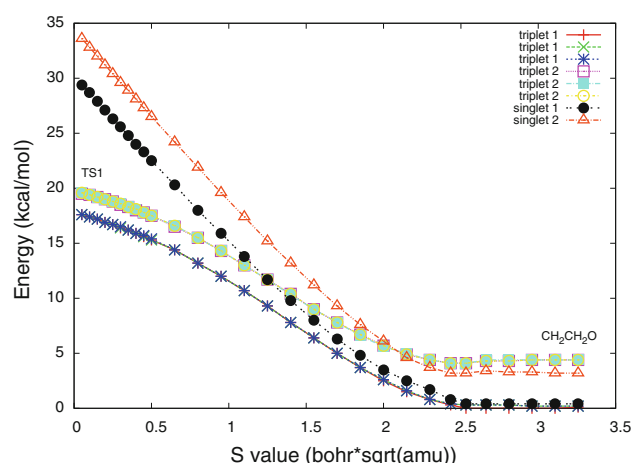 35
30
25
20
15
10
5
0
Energy (kcal/mol)
0 0.5 1 1.5 2 2.5 3 3.5
S value (bohr*sqrt(amu))
TS1
CH₂CH₂O
triplet 1
triplet 1
triplet 1
triplet 2
triplet 2
triplet 2
singlet 1
singlet 2